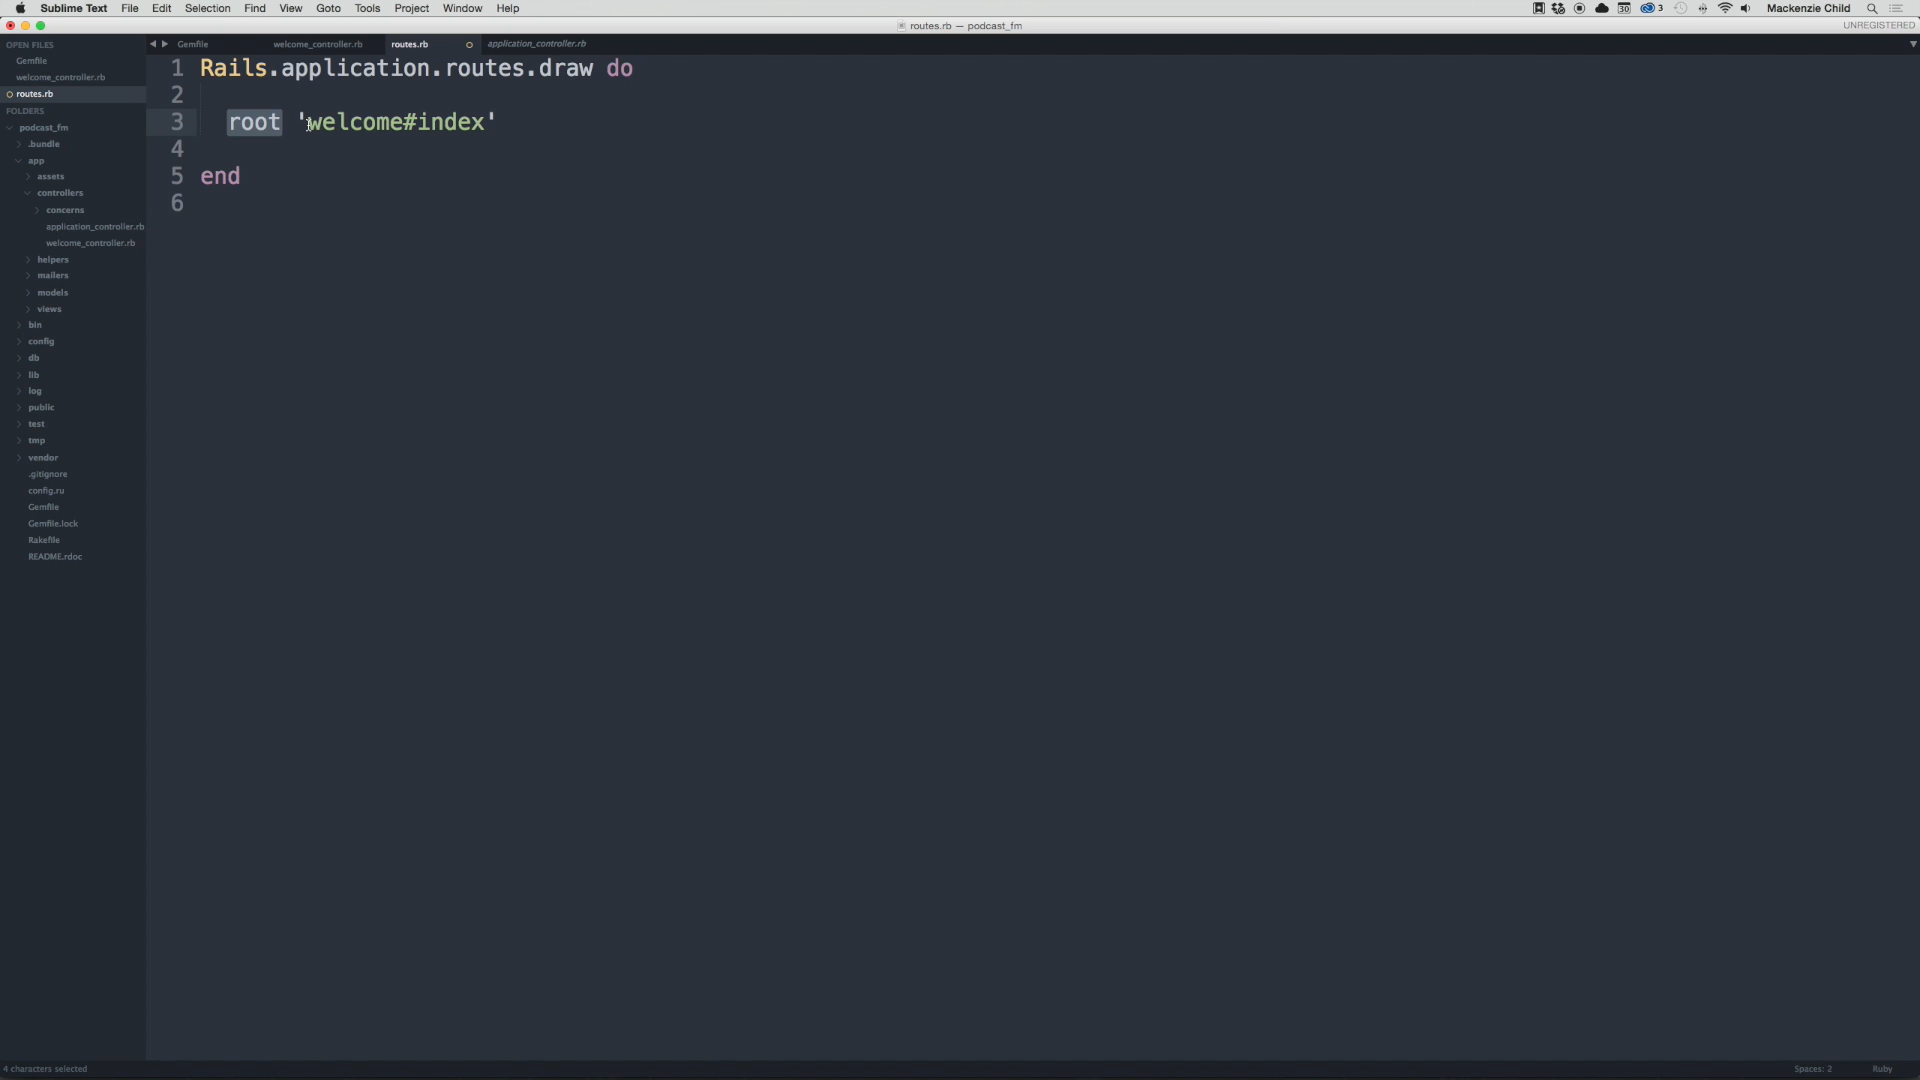 Sublime Text File Edit Selection Find View Goto Tools Project Window Help 30 3 Mackenzie Child
routes.rb — podcast_fm UNREGISTERED
OPEN FILES
Gemfile
welcome_controller.rb
routes.rb
FOLDERS
podcast_fm
.bundle
app
assets
controllers
concerns
application_controller.rb
welcome_controller.rb
helpers
mailers
models
views
bin
config
db
lib
log
public
test
tmp
vendor
.gitignore
config.ru
Gemfile
Gemfile.lock
Rakefile
README.rdoc
Gemfile welcome_controller.rb routes.rb application_controller.rb
1 Rails.application.routes.draw do
2
3 root 'welcome#index'
4
5 end
6
4 characters selected Spaces: 2 Ruby